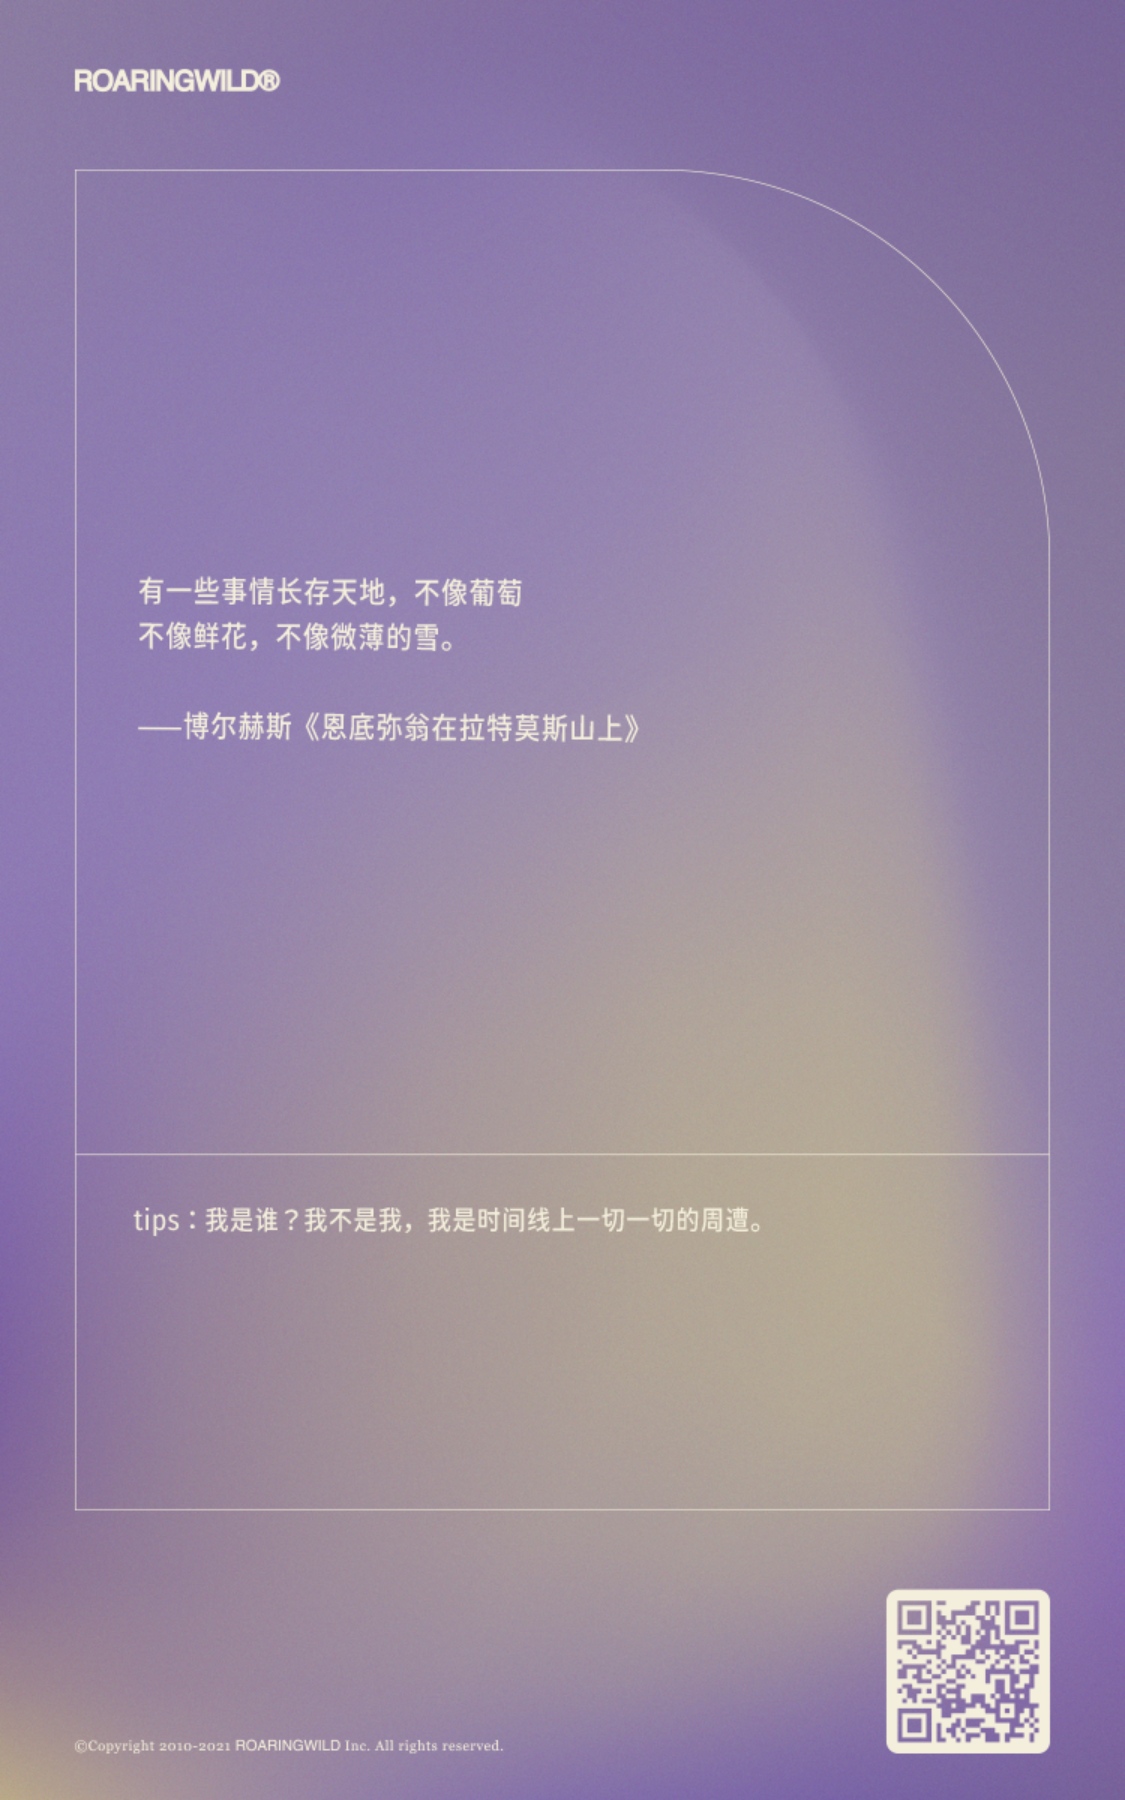 ROARINGWILD®
有一些事情长存天地，不像葡萄
不像鲜花，不像微薄的雪。
——博尔赫斯《恩底弥翁在拉特莫斯山上》
tips：我是谁？我不是我，我是时间线上一切一切的周遭。
©Copyright 2010-2021 ROARINGWILD Inc. All rights reserved.